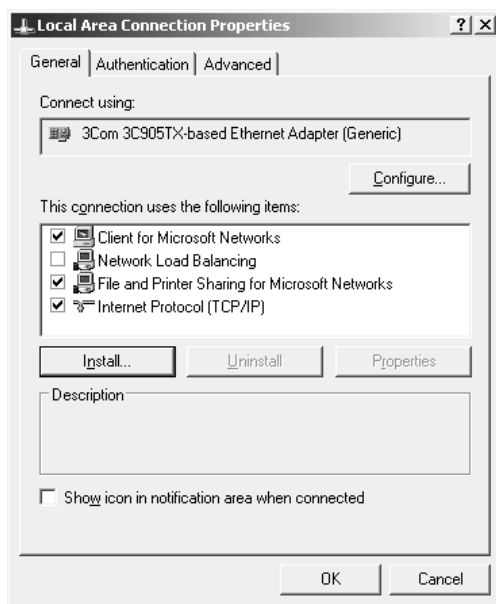 Local Area Connection Properties
General Authentication Advanced
Connect using:
3Com 3C905TX-based Ethernet Adapter (Generic)
Configure...
This connection uses the following items:
Client for Microsoft Networks
Network Load Balancing
File and Printer Sharing for Microsoft Networks
Internet Protocol (TCP/IP)
Install... Uninstall Properties
Description
Show icon in notification area when connected
OK Cancel